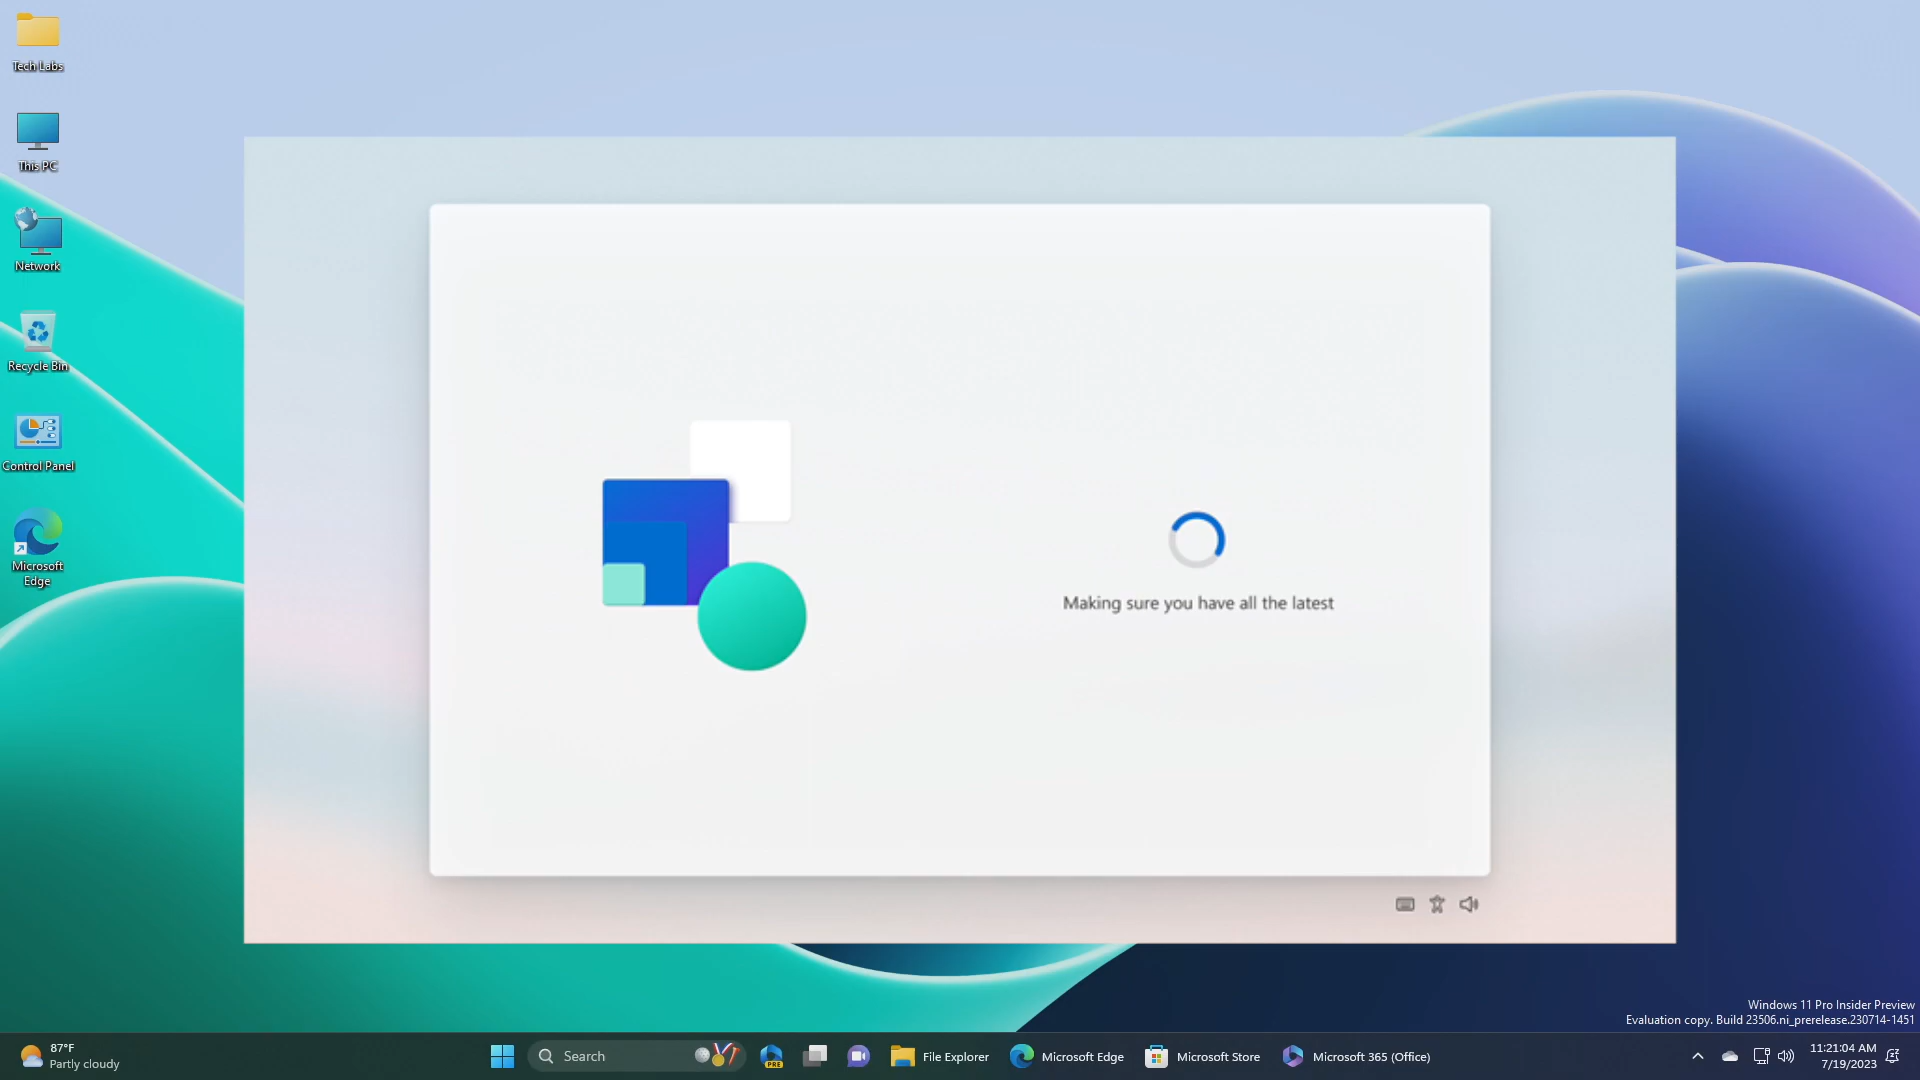 Tech Labs
This PC
Network
Recycle Bin
Control Panel
Microsoft
Edge
Making sure you have all the latest
Windows 11 Pro Insider Preview
Evaluation copy. Build 23506.ni_prerelease.230714-1451
87°F
Partly cloudy
Search
PRE
File Explorer
Microsoft Edge
Microsoft Store
Microsoft 365 (Office)
11:21:04 AM
7/19/2023